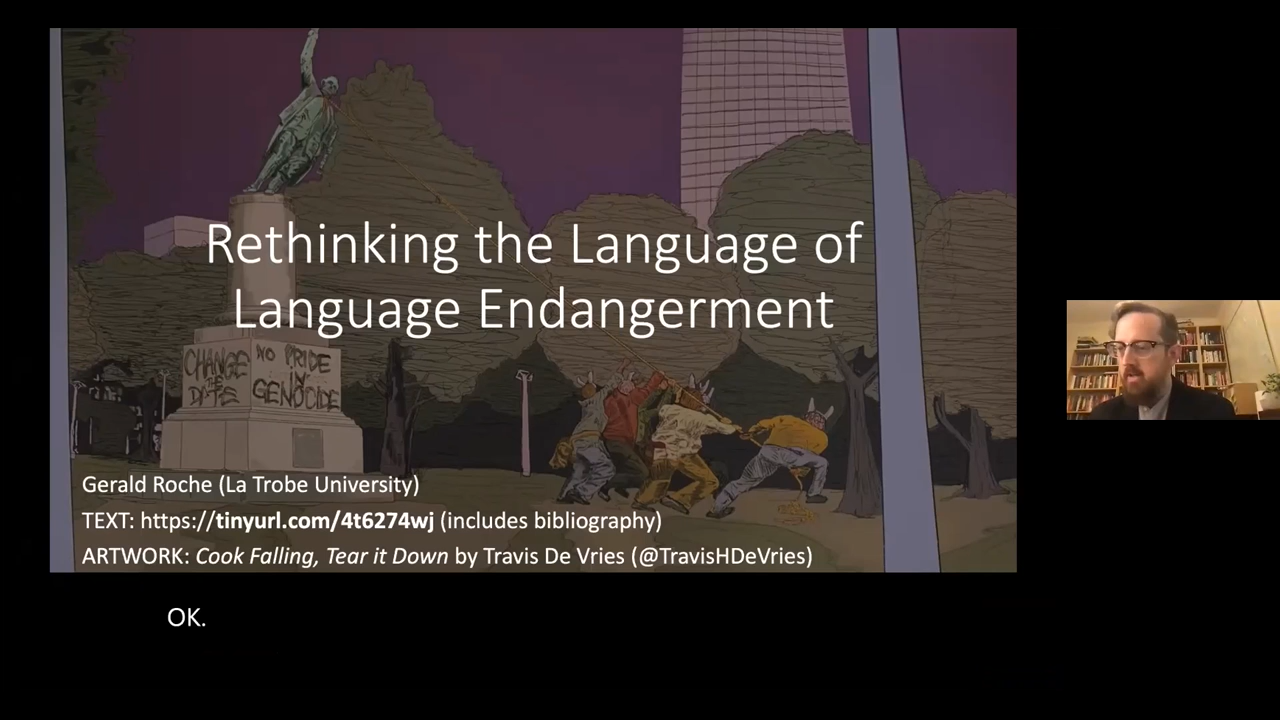 Rethinking the Language of
Language Endangerment
CHANGE
THE
DATE
NO PRIDE
IN
GENOCIDE
Gerald Roche (La Trobe University)
TEXT: https://tinyurl.com/4t6274wj (includes bibliography)
ARTWORK: Cook Falling, Tear it Down by Travis De Vries (@TravisHDeVries)
OK.